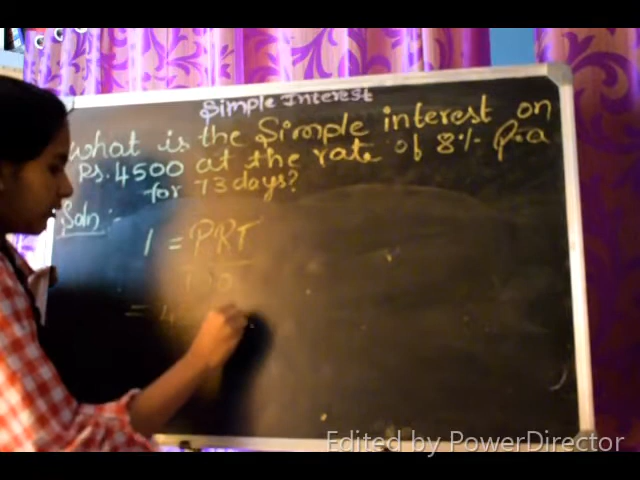 Simple Interest
What is the Simple interest on
Rs. 4500 at the rate of 8% P.a
for 73 days?
Soln :-
I = PRT
= 4
Edited by PowerDirector